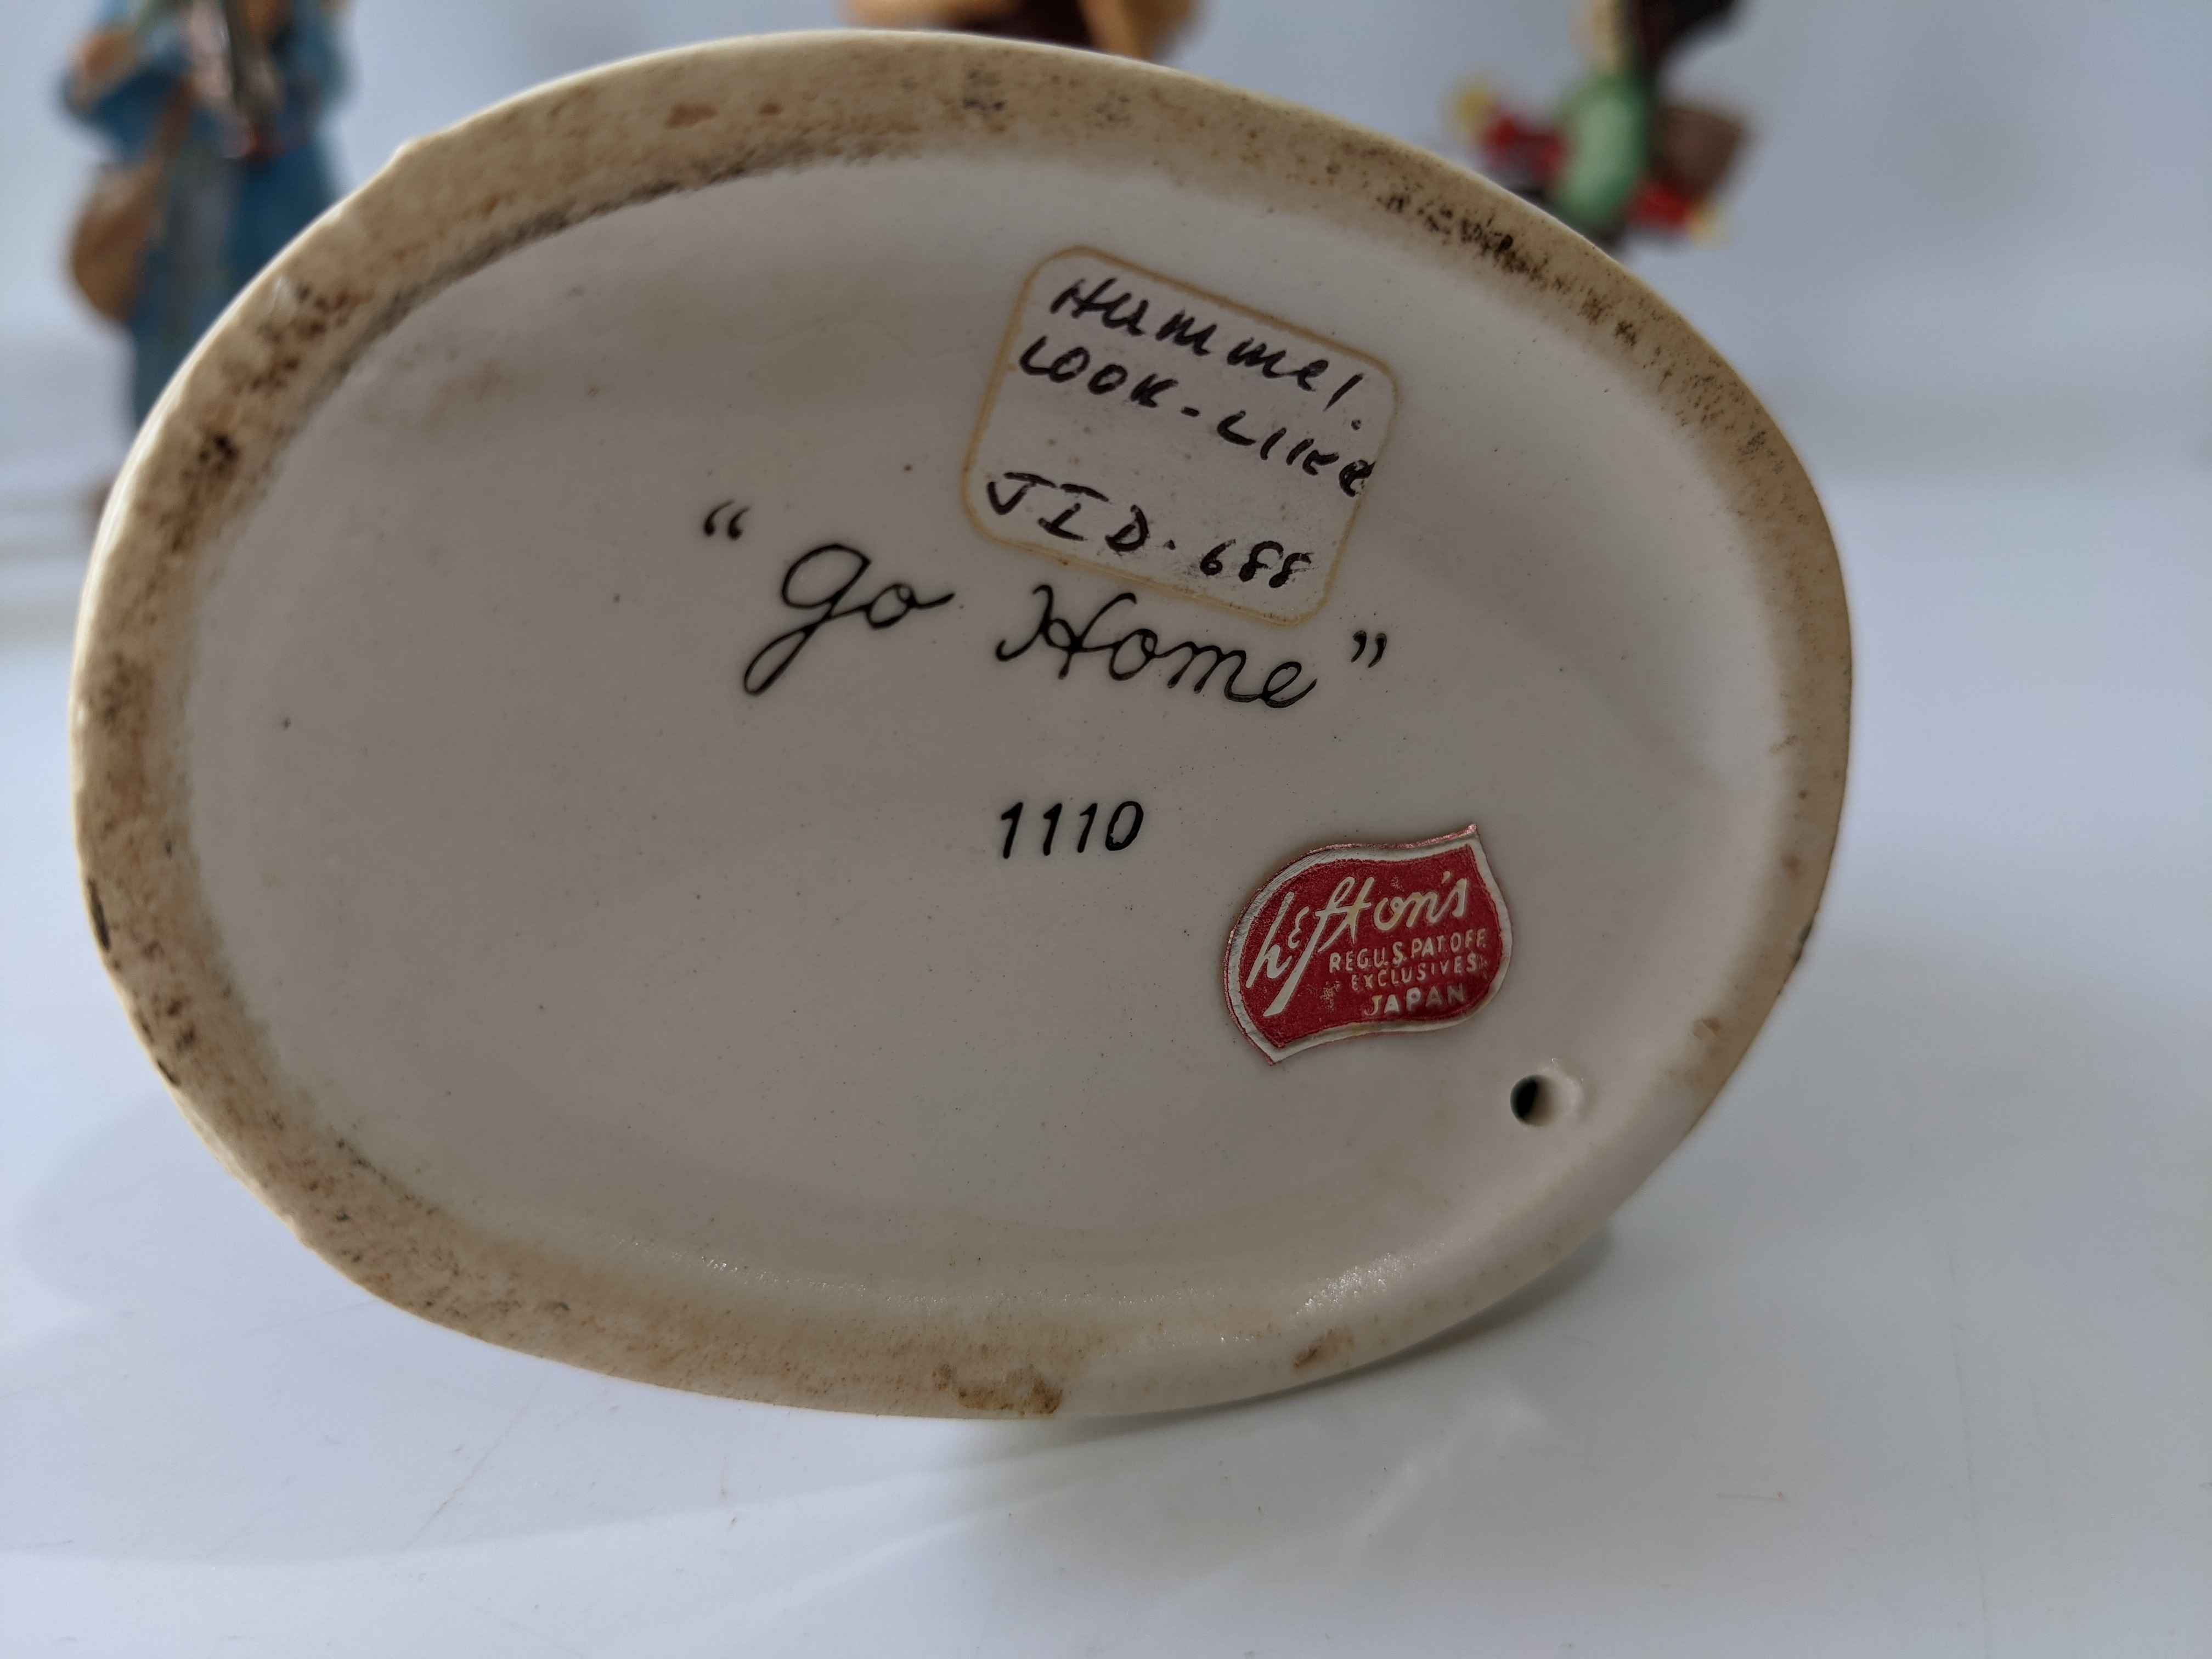 Hummel.
LOOK-LIKE
JID. 688
“Go Home”
1110
Lefton's
REG.U.S.PAT.OFF.
EXCLUSIVES
JAPAN